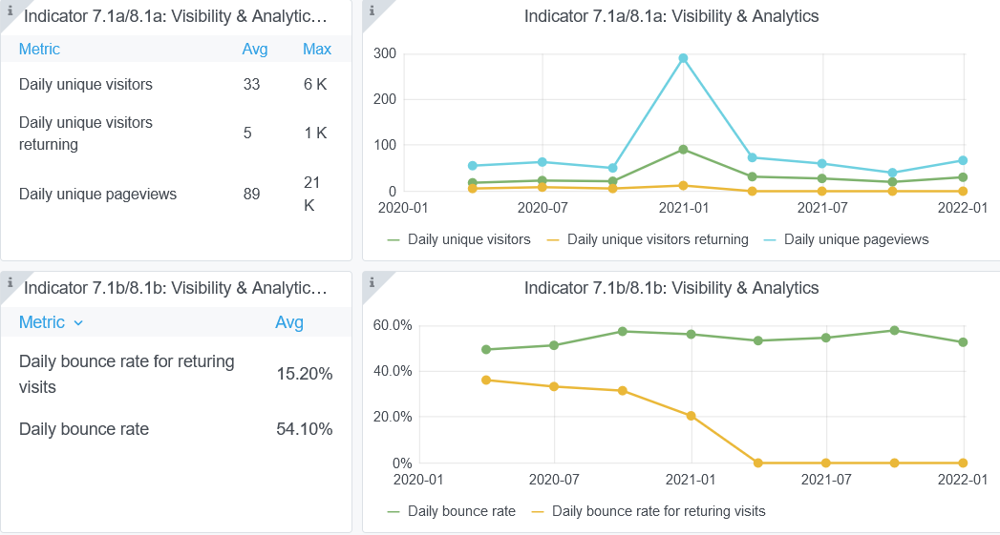 Indicator 7.1a/8.1a: Visibility & Analytic…
Metric Avg Max
Daily unique visitors 33 6 K
Daily unique visitors
returning 5 1 K
Daily unique pageviews 89 21
K
Indicator 7.1a/8.1a: Visibility & Analytics
300
200
100
0
2020-01 2020-07 2021-01 2021-07 2022-01
Daily unique visitors Daily unique visitors returning Daily unique pageviews
Indicator 7.1b/8.1b: Visibility & Analytic…
Metric Avg
Daily bounce rate for returing
visits 15.20%
Daily bounce rate 54.10%
Indicator 7.1b/8.1b: Visibility & Analytics
60.0%
40.0%
20.0%
0%
2020-01 2020-07 2021-01 2021-07 2022-01
Daily bounce rate Daily bounce rate for returing visits